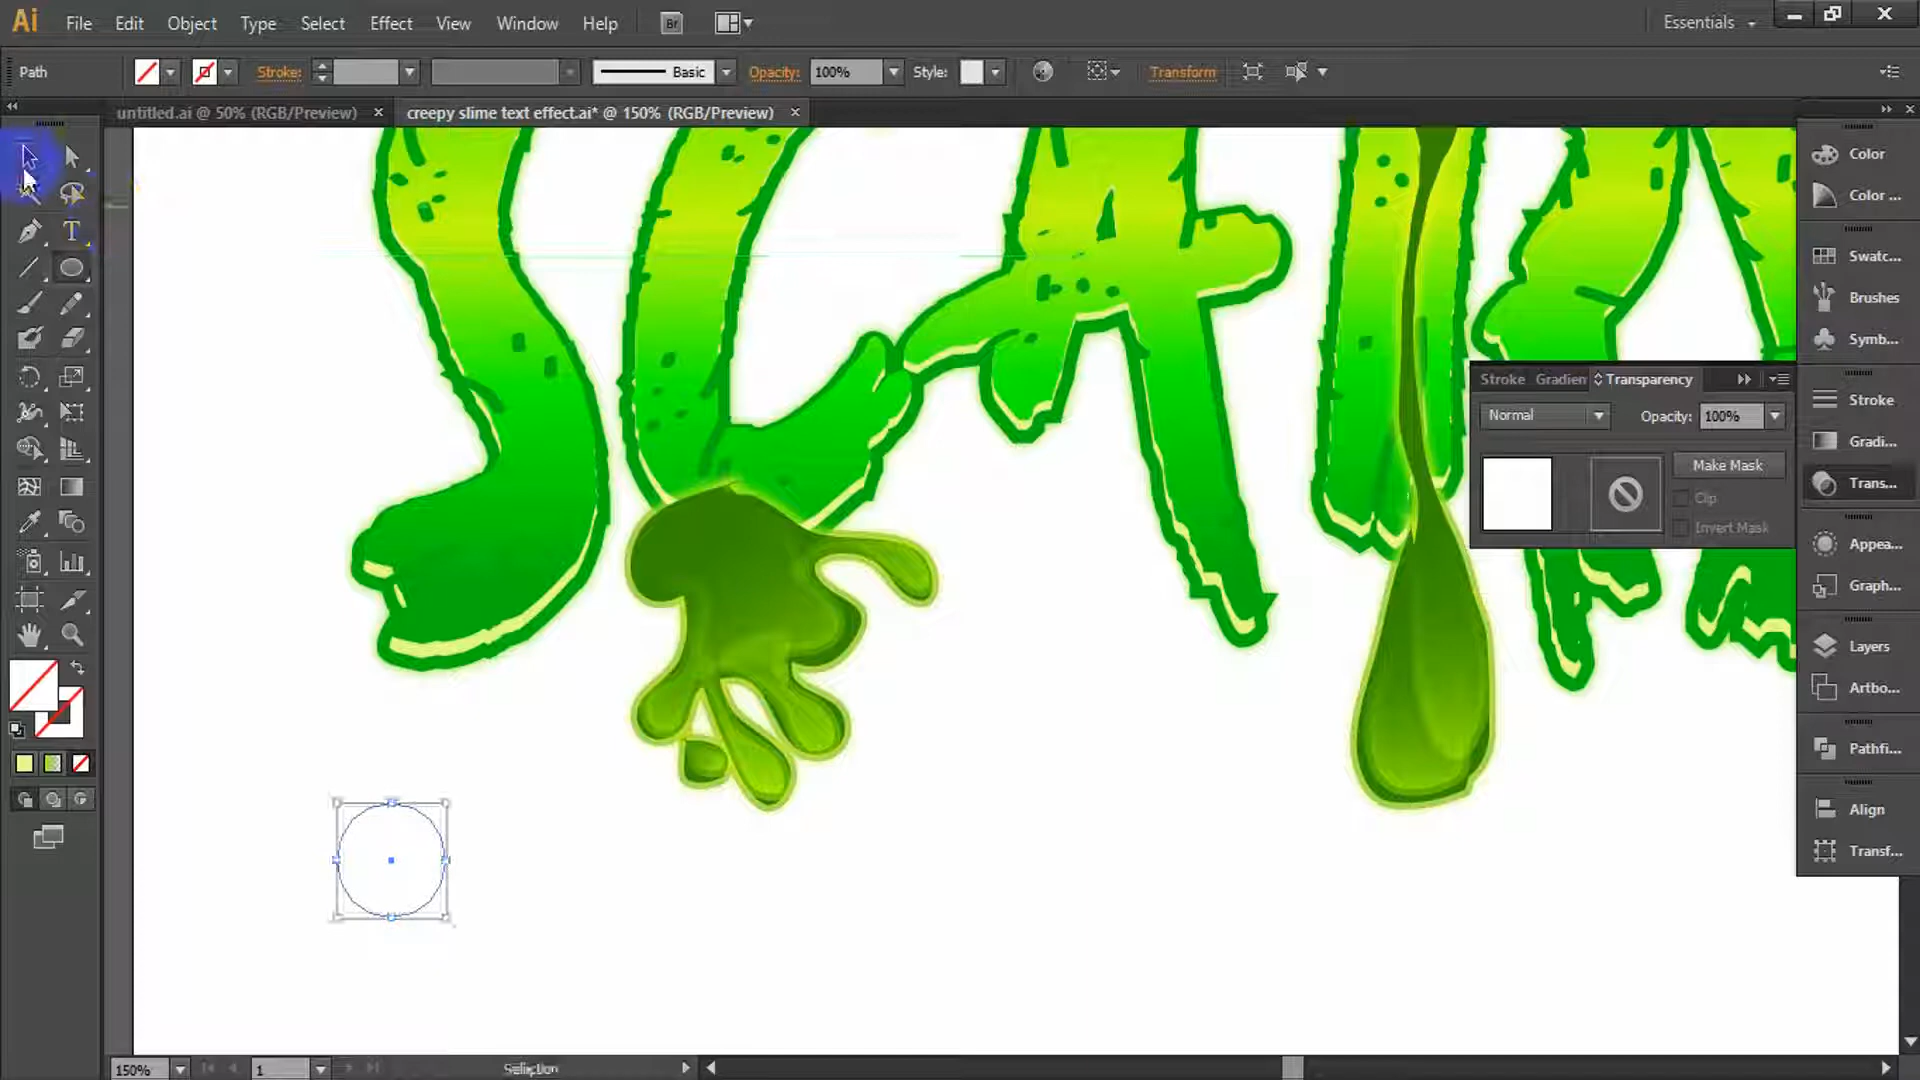 Ai File Edit Object Type Select Effect View Window Help Br Essentials
Path Stroke: Basic Opacity: 100% Style: Transform
untitled.ai @ 50% (RGB/Preview) × creepy slime text effect.ai* @ 150% (RGB/Preview) ×
T
SCA
Color
Color ...
Swatc...
Brushes
Symb...
Stroke Gradien Transparency
Normal Opacity: 100%
Make Mask
Clip
Invert Mask
Stroke
Gradi...
Trans...
Appea...
Graph...
Layers
Artbo...
Pathfi...
Align
Transf...
150% 1 Selection